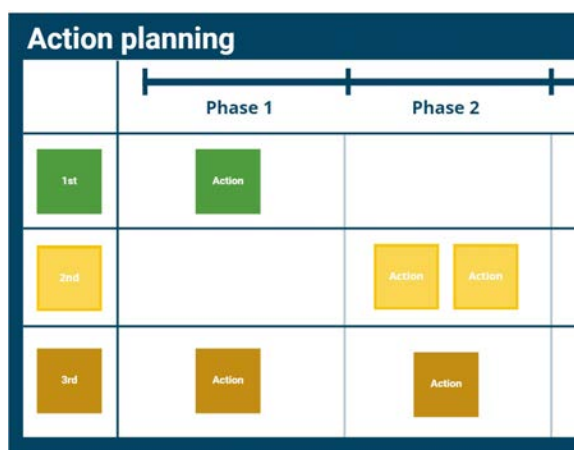 Action planning
Phase 1 Phase 2
1st Action
2nd Action Action
3rd Action Action